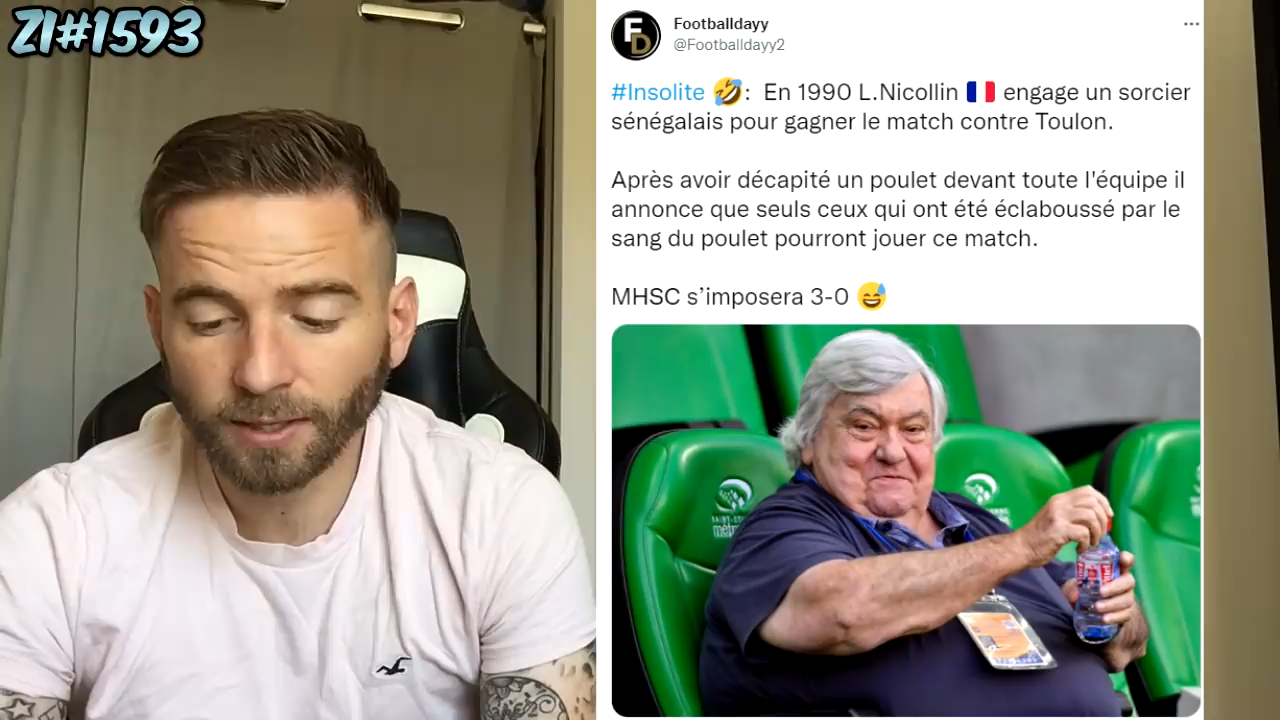 ZI#1593
Footballdayy
@Footballdayy2
#Insolite 🤣: En 1990 L.Nicollin 🇫🇷 engage un sorcier
sénégalais pour gagner le match contre Toulon.
Après avoir décapité un poulet devant toute l'équipe il
annonce que seuls ceux qui ont été éclaboussé par le
sang du poulet pourront jouer ce match.
MHSC s’imposera 3-0 😅